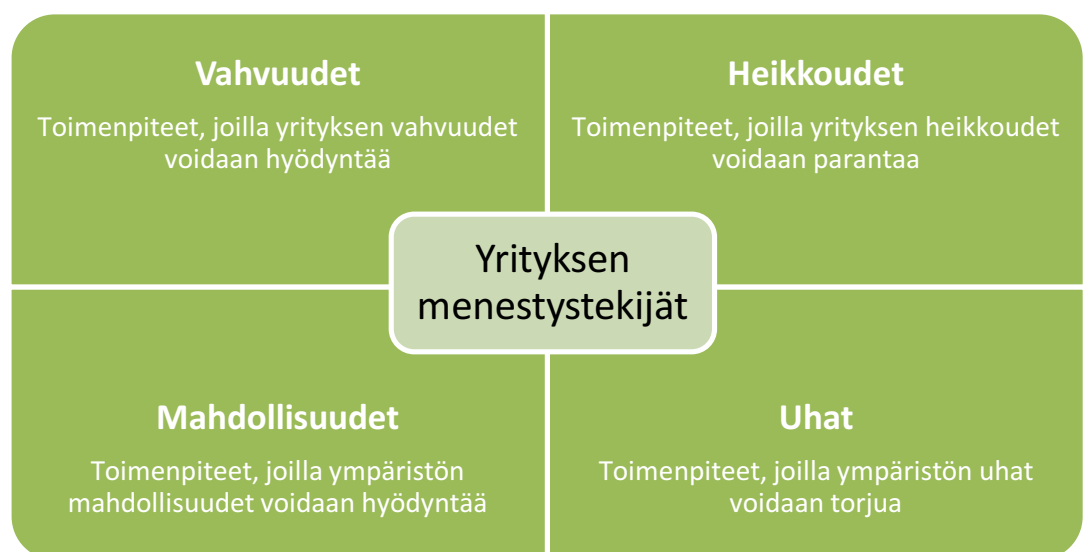 Vahvuudet
Toimenpiteet, joilla yrityksen vahvuudet
voidaan hyödyntää
Heikkoudet
Toimenpiteet, joilla yrityksen heikkoudet
voidaan parantaa
Yrityksen
menestystekijät
Mahdollisuudet
Toimenpiteet, joilla ympäristön
mahdollisuudet voidaan hyödyntää
Uhat
Toimenpiteet, joilla ympäristön uhat
voidaan torjua